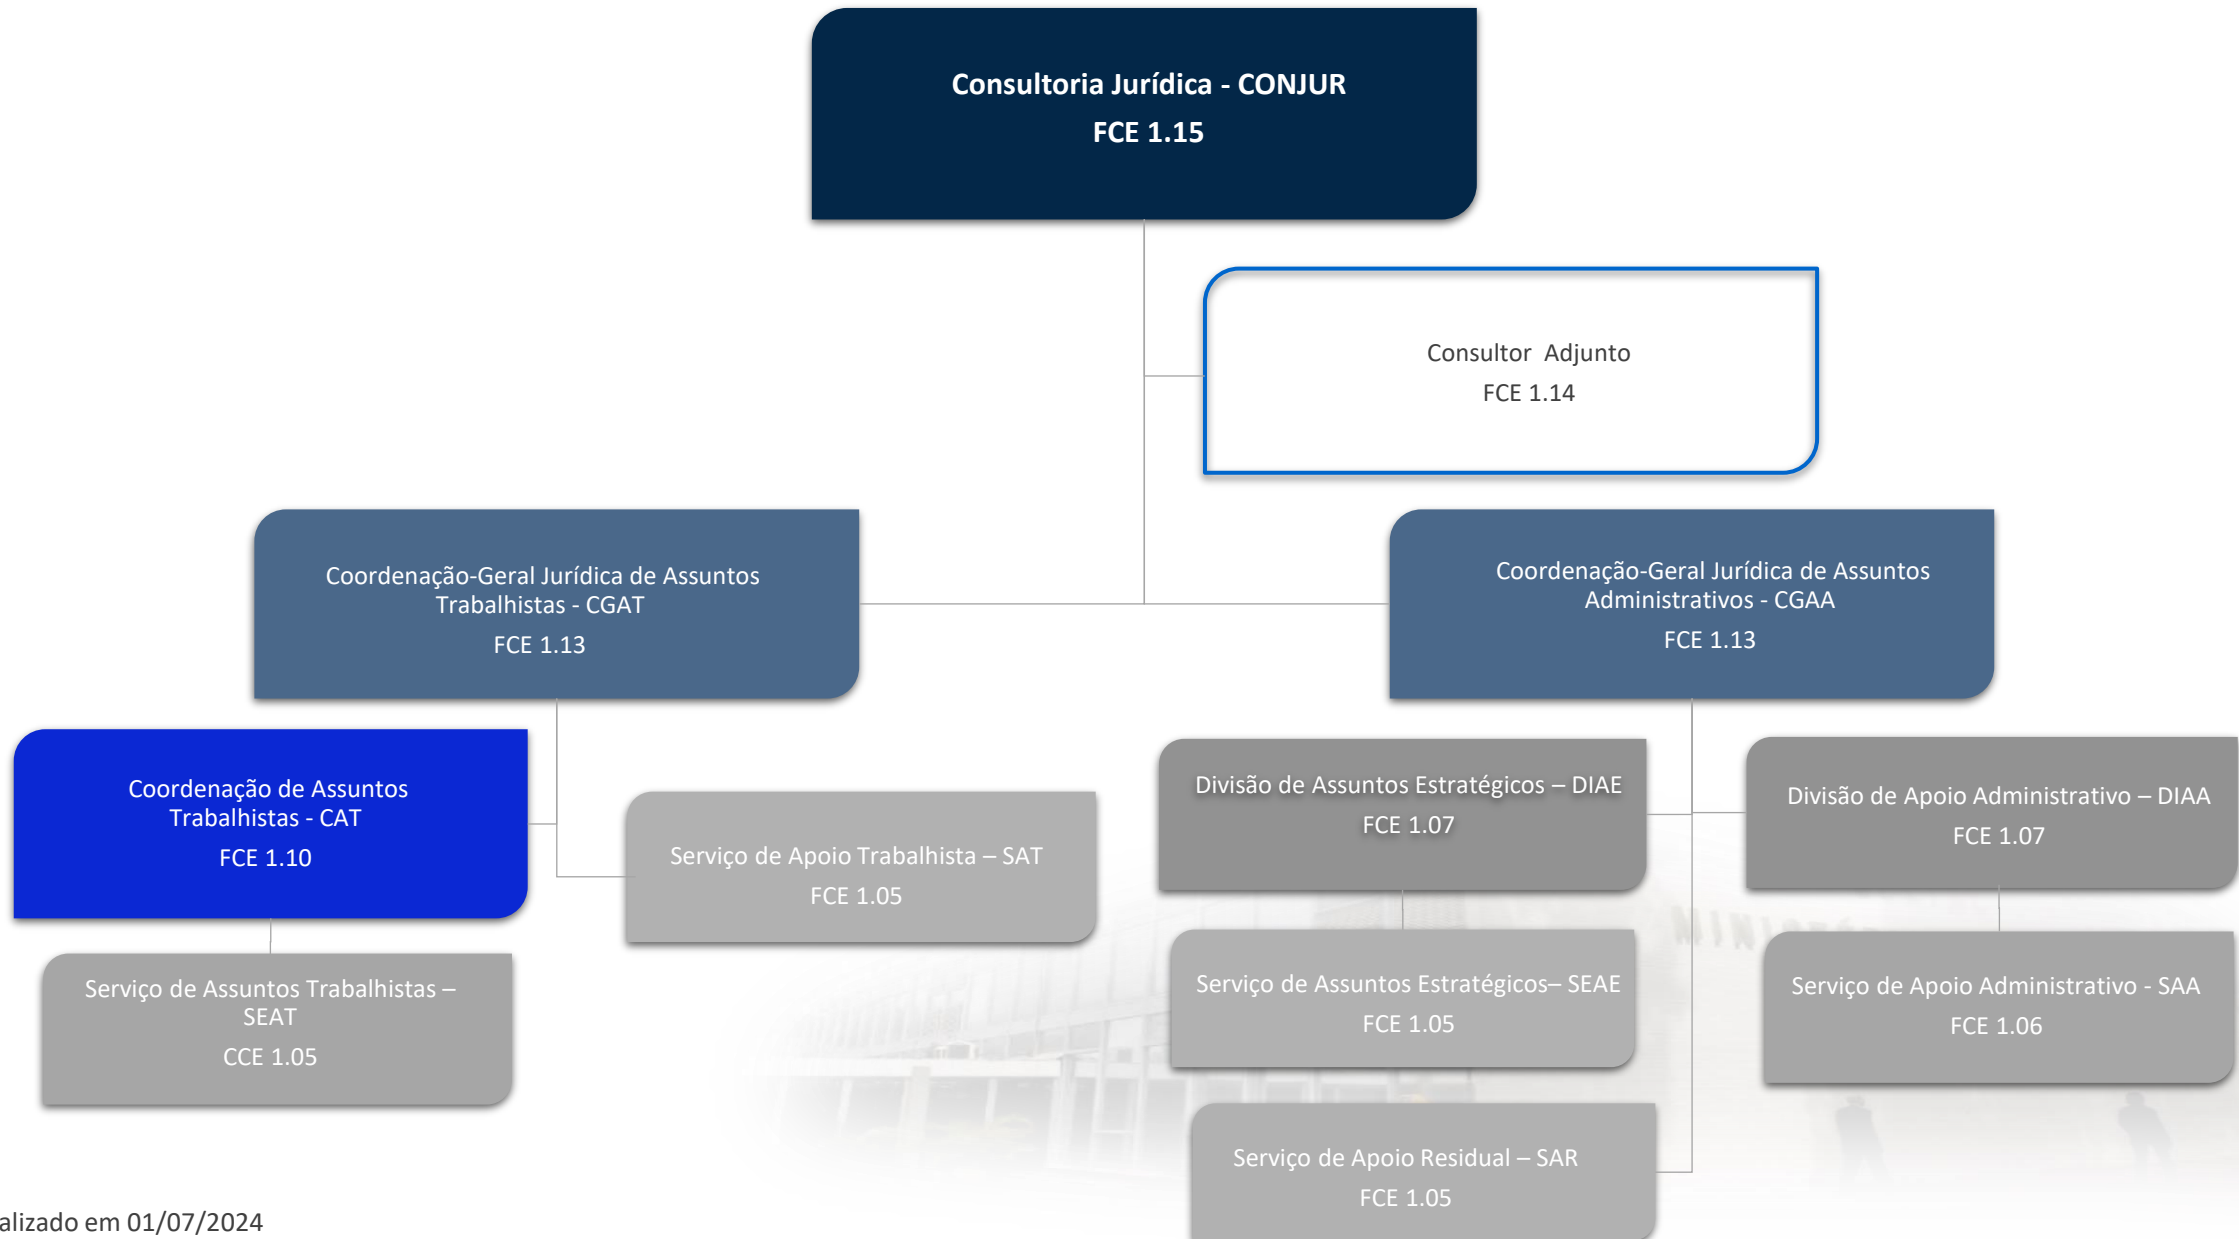 Consultoria Jurídica - CONJUR
FCE 1.15
Consultor Adjunto
FCE 1.14
Coordenação-Geral Jurídica de Assuntos
Trabalhistas - CGAT
FCE 1.13
Coordenação-Geral Jurídica de Assuntos
Administrativos - CGAA
FCE 1.13
Coordenação de Assuntos
Trabalhistas - CAT
FCE 1.10
Serviço de Apoio Trabalhista – SAT
FCE 1.05
Divisão de Assuntos Estratégicos – DIAE
FCE 1.07
Divisão de Apoio Administrativo – DIAA
FCE 1.07
Serviço de Assuntos Trabalhistas –
SEAT
CCE 1.05
Serviço de Assuntos Estratégicos– SEAE
FCE 1.05
Serviço de Apoio Administrativo - SAA
FCE 1.06
Serviço de Apoio Residual – SAR
FCE 1.05
alizado em 01/07/2024